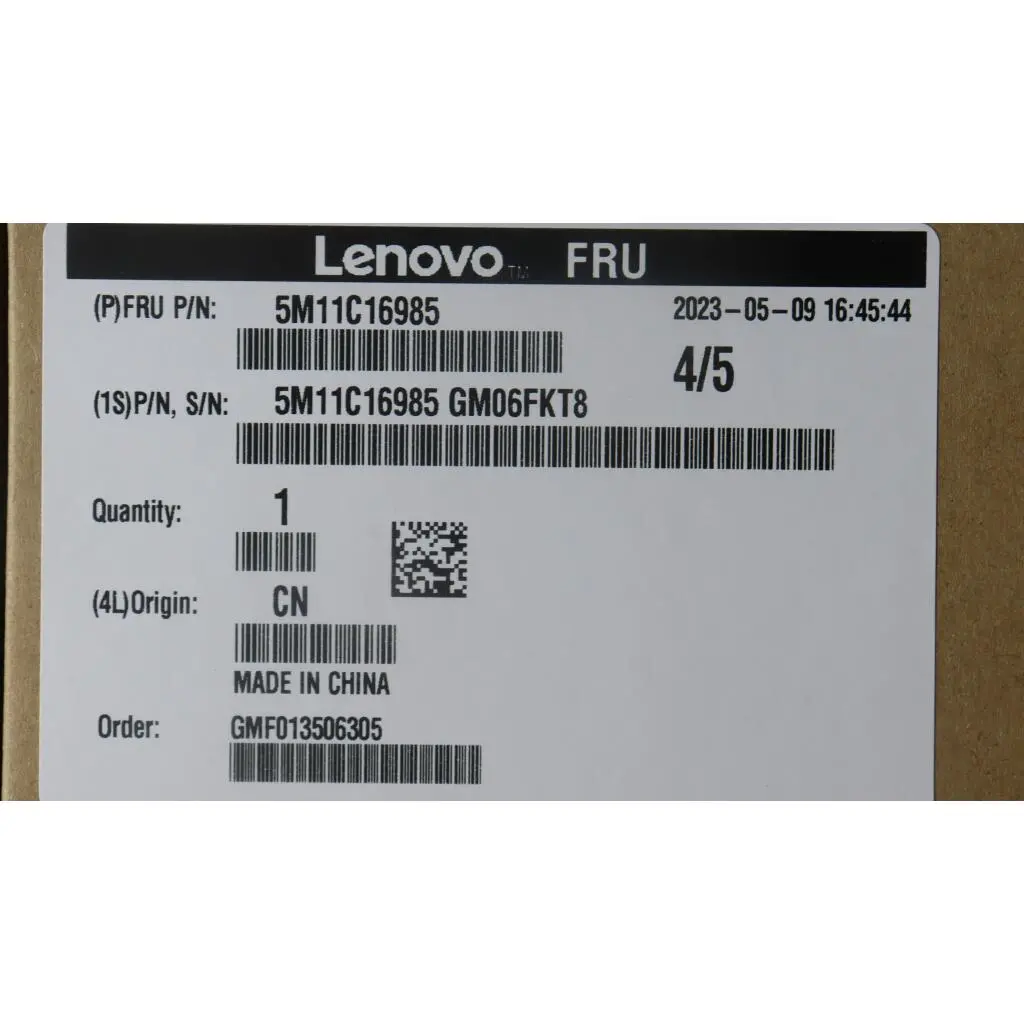 Lenovo™ FRU
(P)FRU P/N: 5M11C16985 2023-05-09 16:45:44
4/5
(1S)P/N, S/N: 5M11C16985 GM06FKT8
Quantity: 1
(4L)Origin: CN
MADE IN CHINA
Order: GMF013506305